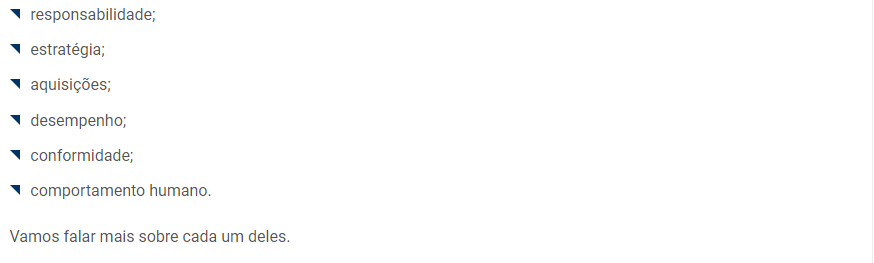 responsabilidade;
estratégia;
aquisições;
desempenho;
conformidade;
comportamento humano.
Vamos falar mais sobre cada um deles.